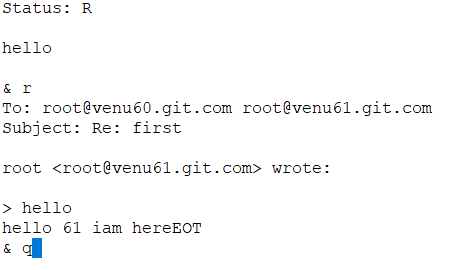 Status: R
hello
& r
To: root@venu60.git.com root@venu61.git.com
Subject: Re: first
root <root@venu61.git.com> wrote:
> hello
hello 61 iam hereEOT
& q